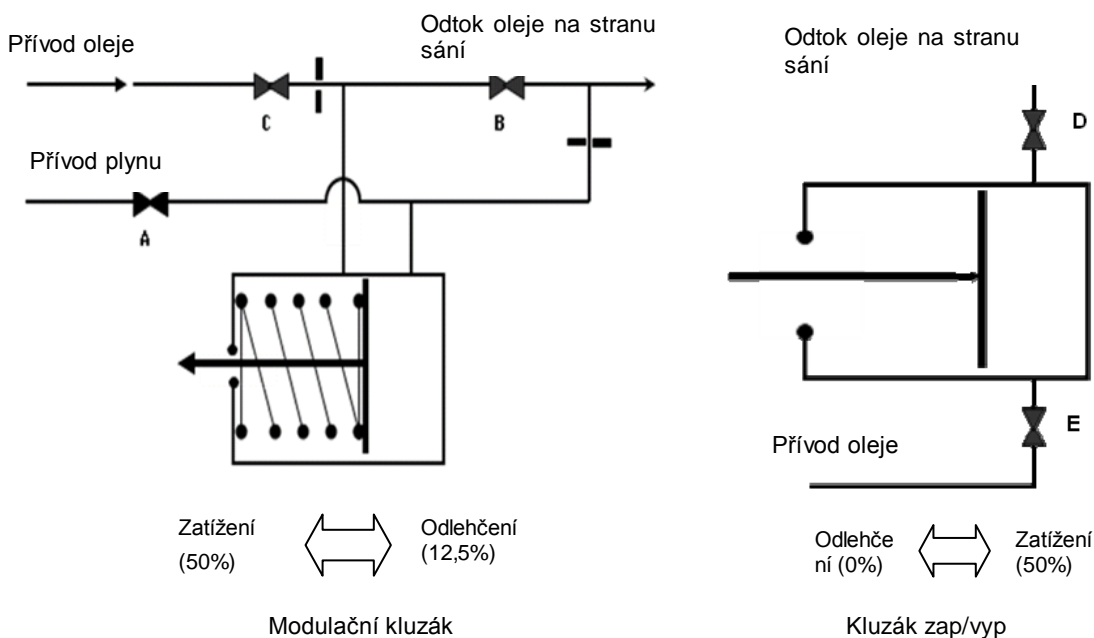 Přívod oleje
Odtok oleje na stranu
sání
C
B
Přívod plynu
A
Zatížení
(50%)
Odlehčení
(12,5%)
Modulační kluzák
Odtok oleje na stranu
sání
D
E
Přívod oleje
Odlehče
ní (0%)
Zatížení
(50%)
Kluzák zap/vyp